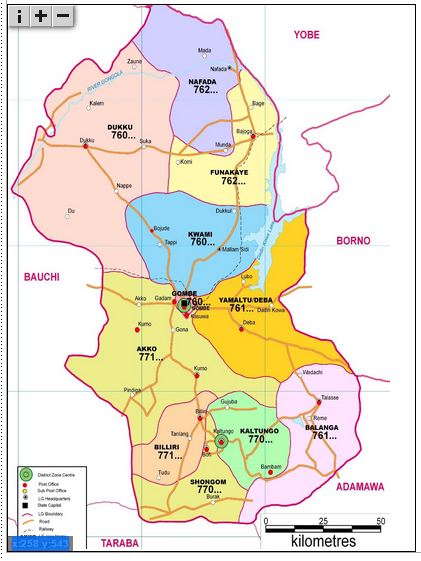 i + −
YOBE
Mada
Zaune
Nafada
NAFADA
762...
RIVER GONGOLA
Kalem
Bage
DUKKU
760...
Bajoga
Dukku
Suka
Munda
Komi
FUNAKAYE
762...
Nappe
Du
Dukkul
Bojude
KWAMI
760...
Tappi
Mallam Sidi
BORNO
BAUCHI
Lubo
GOMBE
760...
Gadam
GOMBE
YAMALTU/DEBA
761...
Akko
Dadin Kowa
Kasuwa
Kumo
Gona
Deba
AKKO
771...
Wadachi
Kumo
Pindiga
Gujuba
Talasse
Billiri
Reme
Tanlang
Kaltungo
KALTUNGO
770...
BALANGA
761...
BILLIRI
771...
Bambam
Tudu
SHONGOM
770...
Burak
ADAMAWA
TARABA
District Zone Centre
Post Office
Sub Post Office
LG Headquarters
State Capital
LG Boundary
Road
Railway
0 25 50
kilometres
x:258 y:543